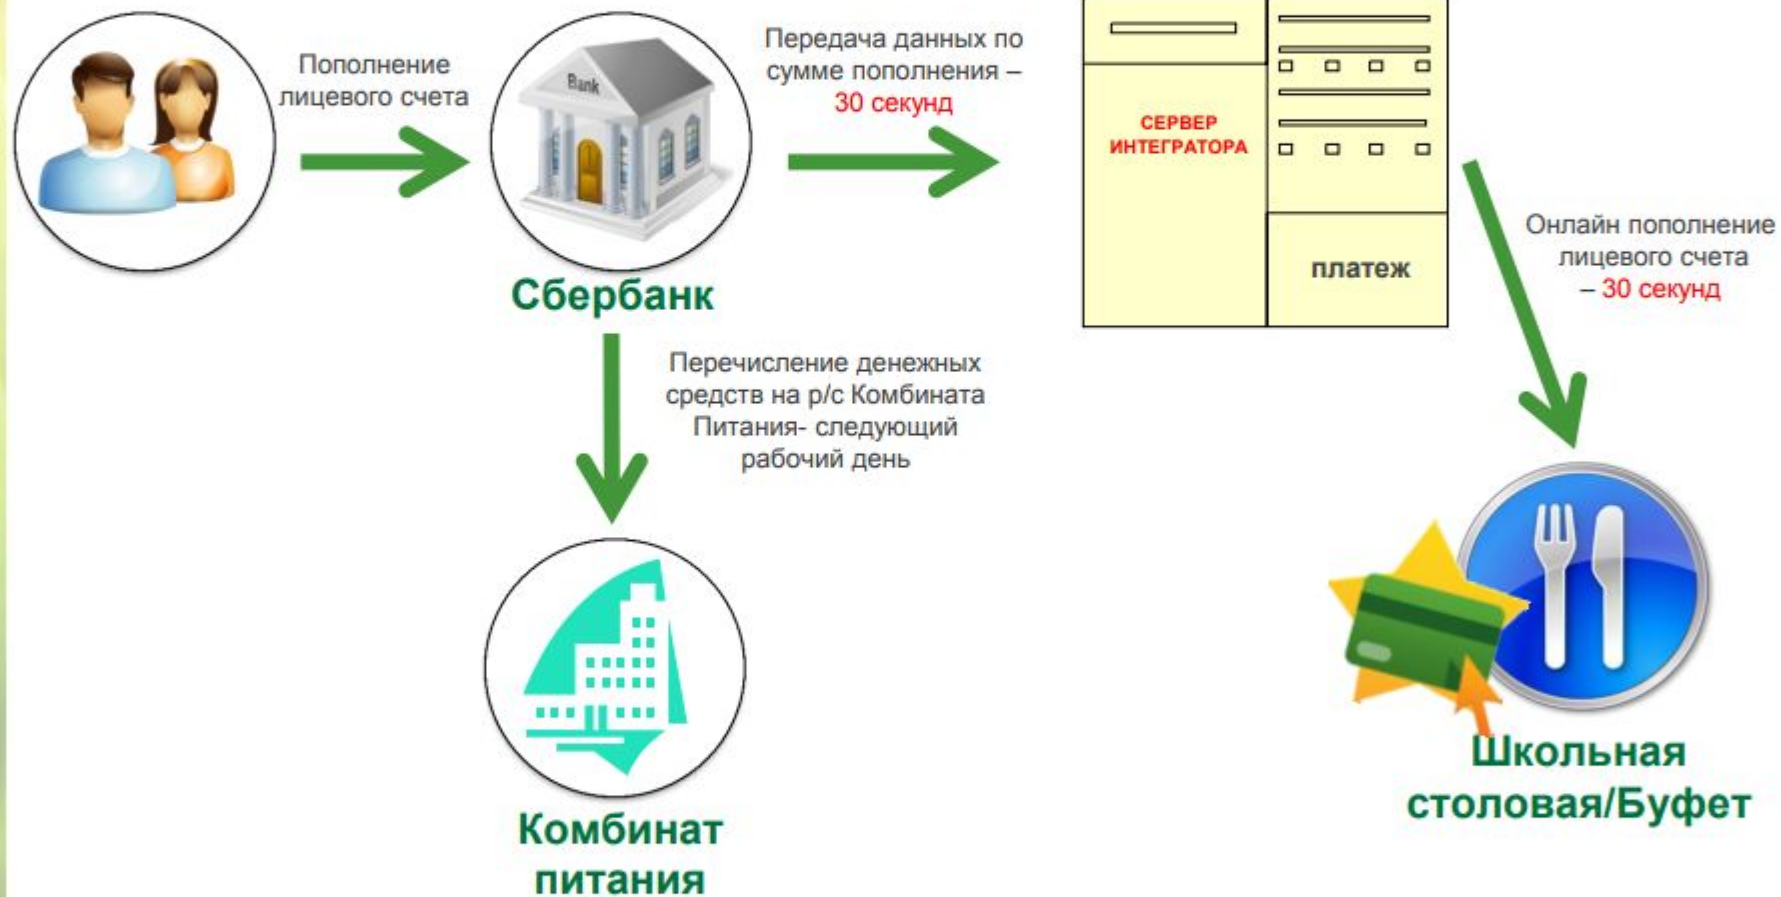 Пополнение
лицевого счета
Bank
Сбербанк
Передача данных по
сумме пополнения –
30 секунд
СЕРВЕР
ИНТЕГРАТОРА
платеж
Онлайн пополнение
лицевого счета
– 30 секунд
Перечисление денежных
средств на р/с Комбината
Питания- следующий
рабочий день
Комбинат
питания
Школьная
столовая/Буфет